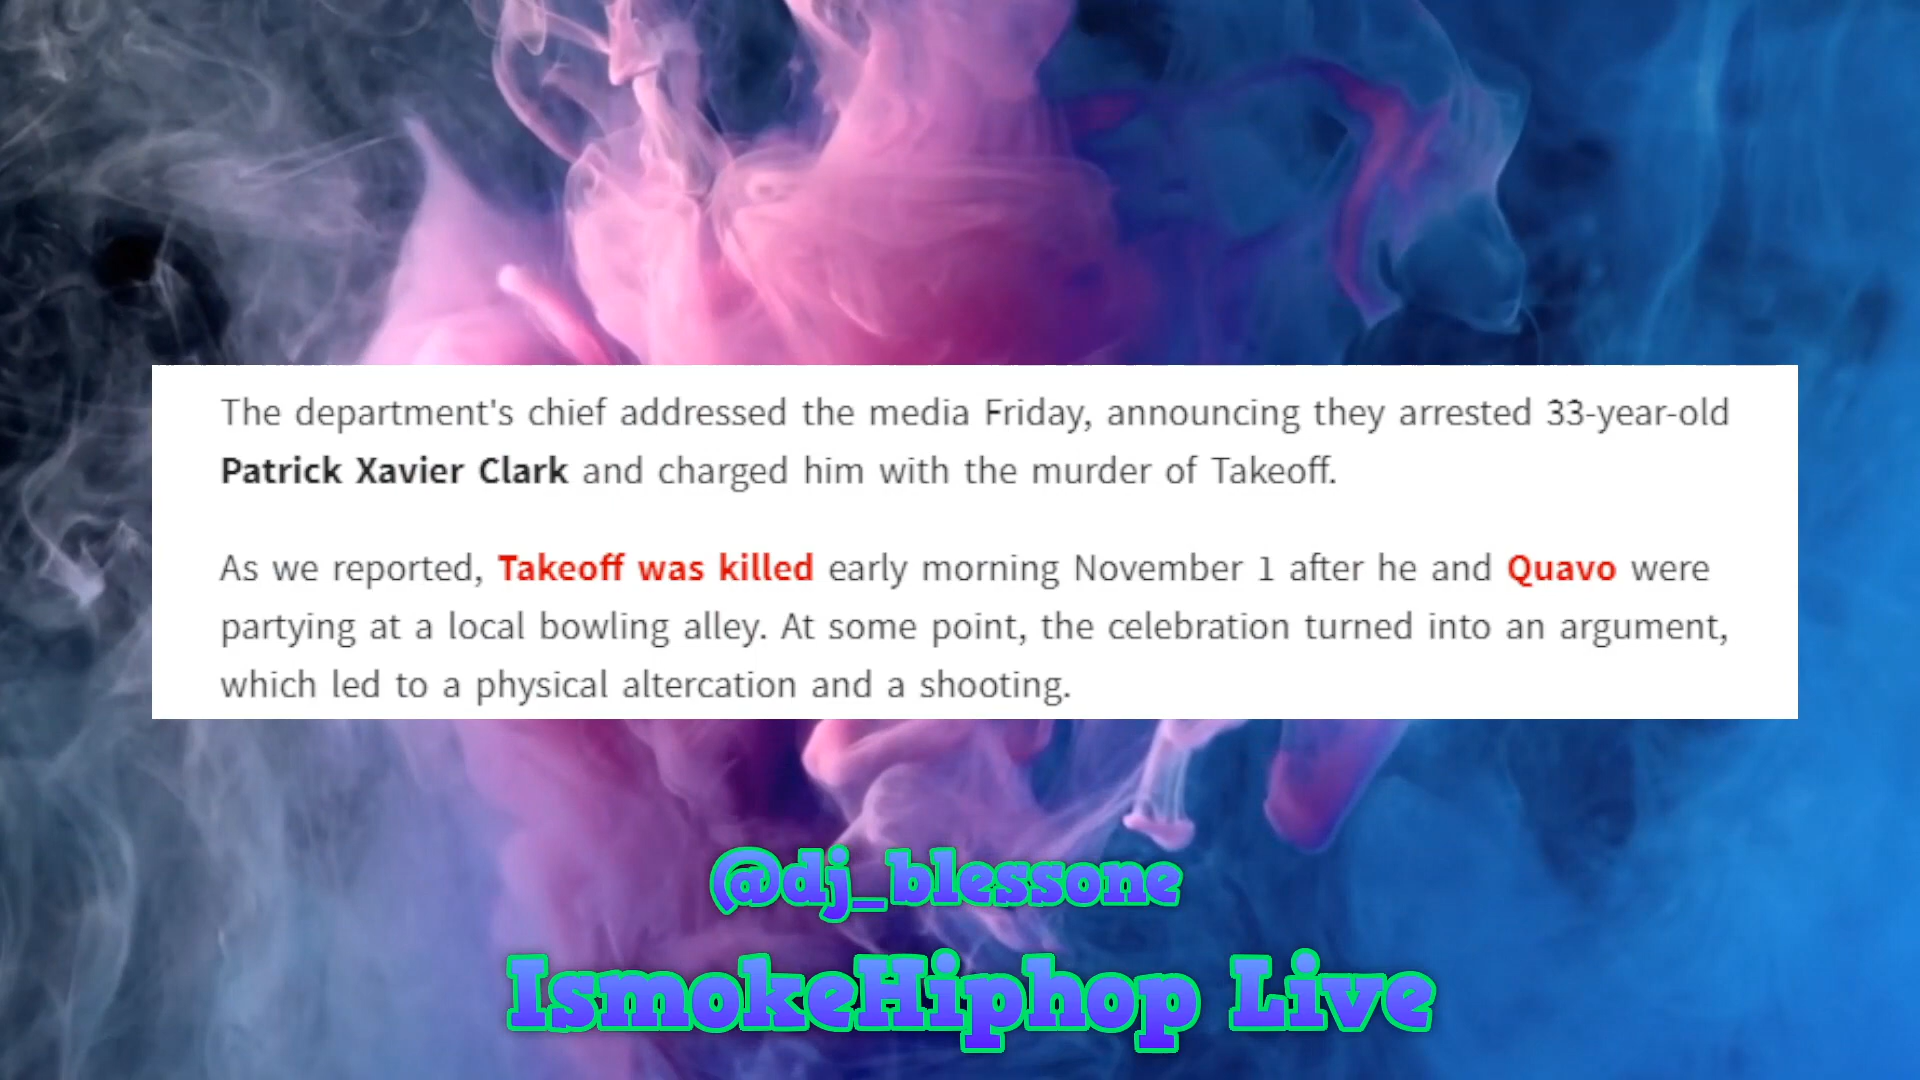 The department's chief addressed the media Friday, announcing they arrested 33-year-old
Patrick Xavier Clark and charged him with the murder of Takeoff.
As we reported, Takeoff was killed early morning November 1 after he and Quavo were
partying at a local bowling alley. At some point, the celebration turned into an argument,
which led to a physical altercation and a shooting.
@dj_blessone
IsmokeHiphop Live